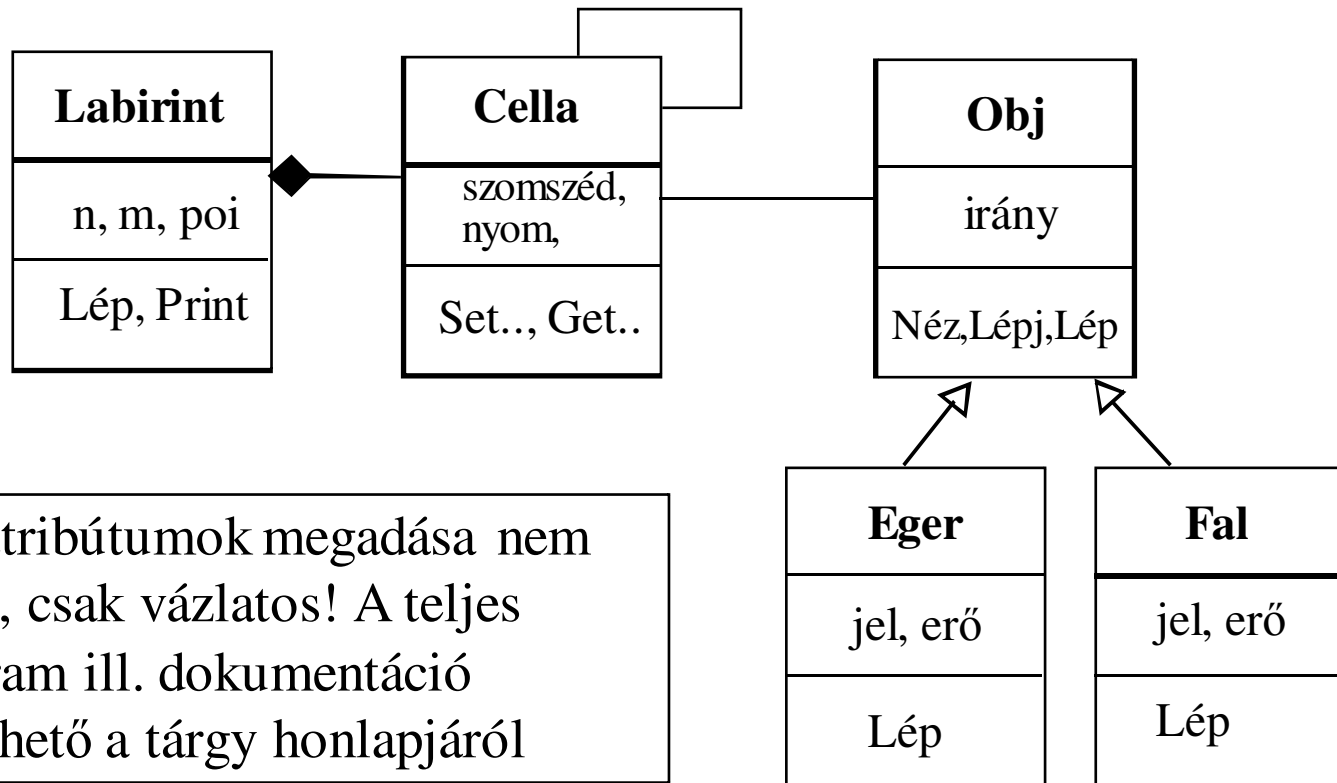 Labirint
n, m, poi
Lép, Print
Cella
szomszéd,
nyom,
Set.., Get..
Obj
irány
Néz,Lépj,Lép
Eger
jel, erő
Lép
Fal
jel, erő
Lép
tribútumok megadása nem
, csak vázlatos! A teljes
am ill. dokumentáció
hető a tárgy honlapjáról